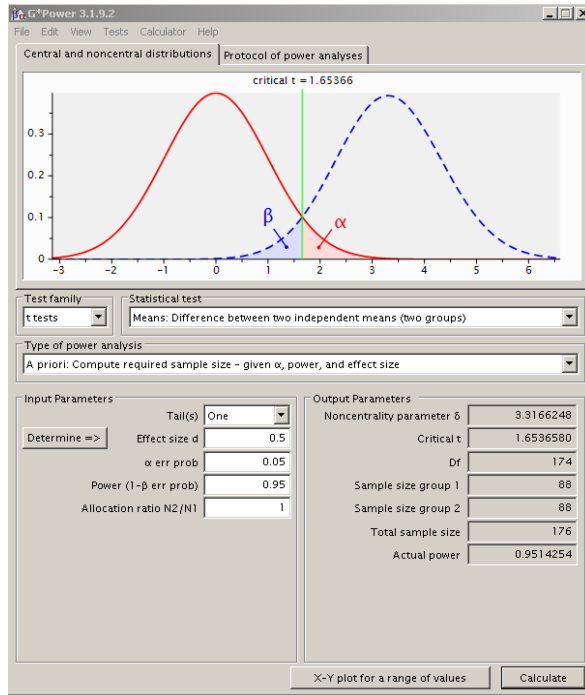 G*Power 3.1.9.2
File Edit View Tests Calculator Help
Central and noncentral distributions Protocol of power analyses
critical t = 1.65366
0.3
0.2
0.1
0
β α
-3 -2 -1 0 1 2 3 4 5 6
Test family Statistical test
t tests Means: Difference between two independent means (two groups)
Type of power analysis
A priori: Compute required sample size - given α, power, and effect size
Input Parameters Output Parameters
Tail(s) One Noncentrality parameter δ 3.3166248
Determine => Effect size d 0.5 Critical t 1.6536580
α err prob 0.05 Df 174
Power (1-β err prob) 0.95 Sample size group 1 88
Allocation ratio N2/N1 1 Sample size group 2 88
Total sample size 176
Actual power 0.9514254
X-Y plot for a range of values Calculate